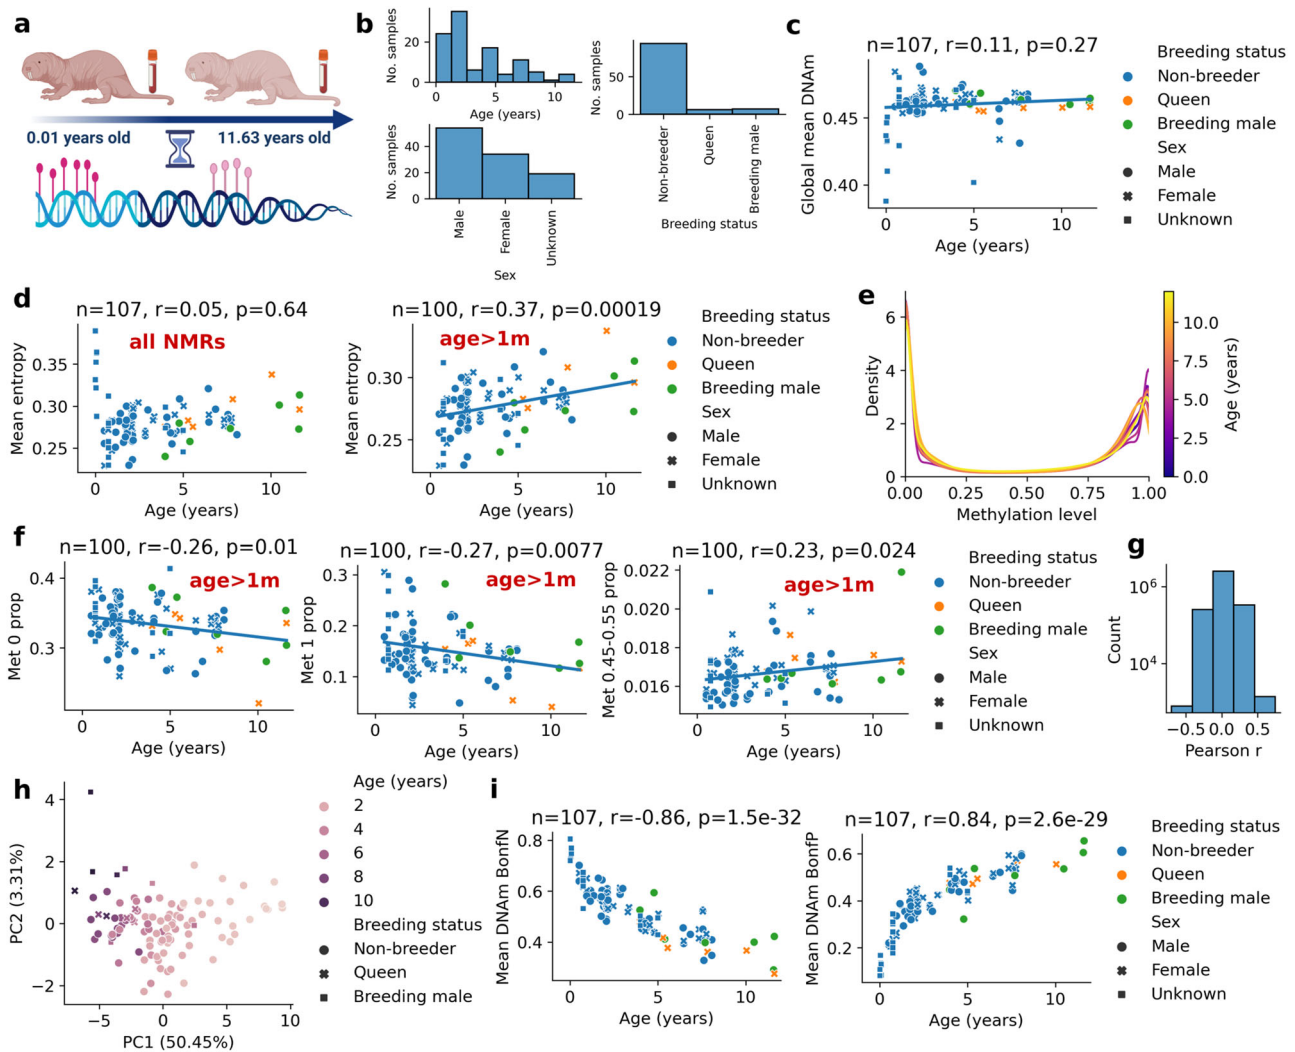 a
0.01 years old
11.63 years old
b
No. samples
20
0
0
5
10
Age (years)
No. samples
40
20
0
Male
Female
Unknown
Sex
No. samples
50
0
Non-breeder
Queen
Breeding male
Breeding status
c
n=107, r=0.11, p=0.27
Global mean DNAm
0.45
0.40
0
5
10
Age (years)
Breeding status
Non-breeder
Queen
Breeding male
Sex
Male
Female
Unknown
d
n=107, r=0.05, p=0.64
all NMRs
Mean entropy
0.35
0.30
0.25
0
5
10
Age (years)
n=100, r=0.37, p=0.00019
age>1m
Mean entropy
0.30
0.25
0
5
10
Age (years)
Breeding status
Non-breeder
Queen
Breeding male
Sex
Male
Female
Unknown
e
Density
6
4
2
0
0.00
0.25
0.50
0.75
1.00
Methylation level
10.0
7.5
5.0
2.5
0.0
Age (years)
f
n=100, r=-0.26, p=0.01
age>1m
Met 0 prop
0.4
0.3
0
5
10
Age (years)
n=100, r=-0.27, p=0.0077
age>1m
Met 1 prop
0.3
0.2
0.1
0
5
10
Age (years)
n=100, r=0.23, p=0.024
age>1m
Met 0.45-0.55 prop
0.022
0.020
0.018
0.016
0
5
10
Age (years)
Breeding status
Non-breeder
Queen
Breeding male
Sex
Male
Female
Unknown
g
Count
10⁶
10⁴
−0.5
0.0
0.5
Pearson r
h
PC2 (3.31%)
4
2
0
−2
−5
0
5
10
PC1 (50.45%)
Age (years)
2
4
6
8
10
Breeding status
Non-breeder
Queen
Breeding male
i
n=107, r=-0.86, p=1.5e-32
Mean DNAm BonfN
0.8
0.6
0.4
0
5
10
Age (years)
n=107, r=0.84, p=2.6e-29
Mean DNAm BonfP
0.6
0.4
0.2
0
5
10
Age (years)
Breeding status
Non-breeder
Queen
Breeding male
Sex
Male
Female
Unknown